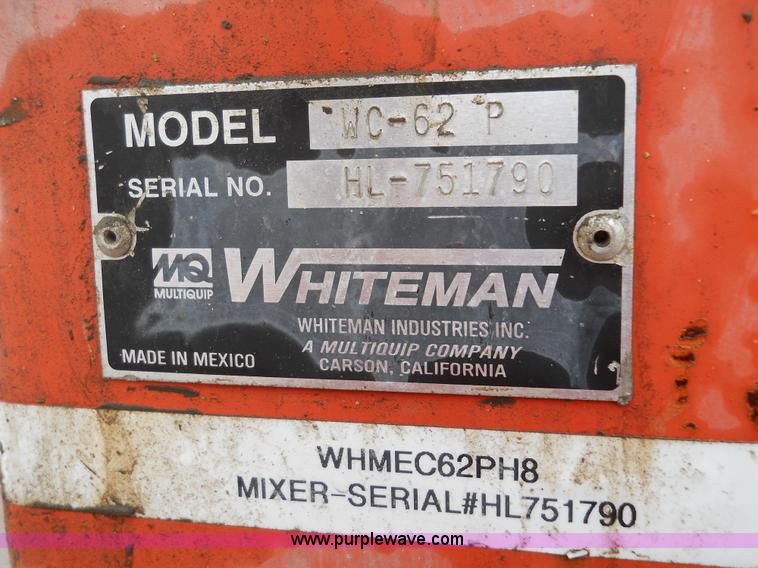 MODEL WC-62 P
SERIAL NO. HL-751790
MQ MULTIQUIP WHITEMAN
WHITEMAN INDUSTRIES INC.
A MULTIQUIP COMPANY
MADE IN MEXICO CARSON, CALIFORNIA
WHMEC62PH8
MIXER-SERIAL#HL751790
www.purplewave.com